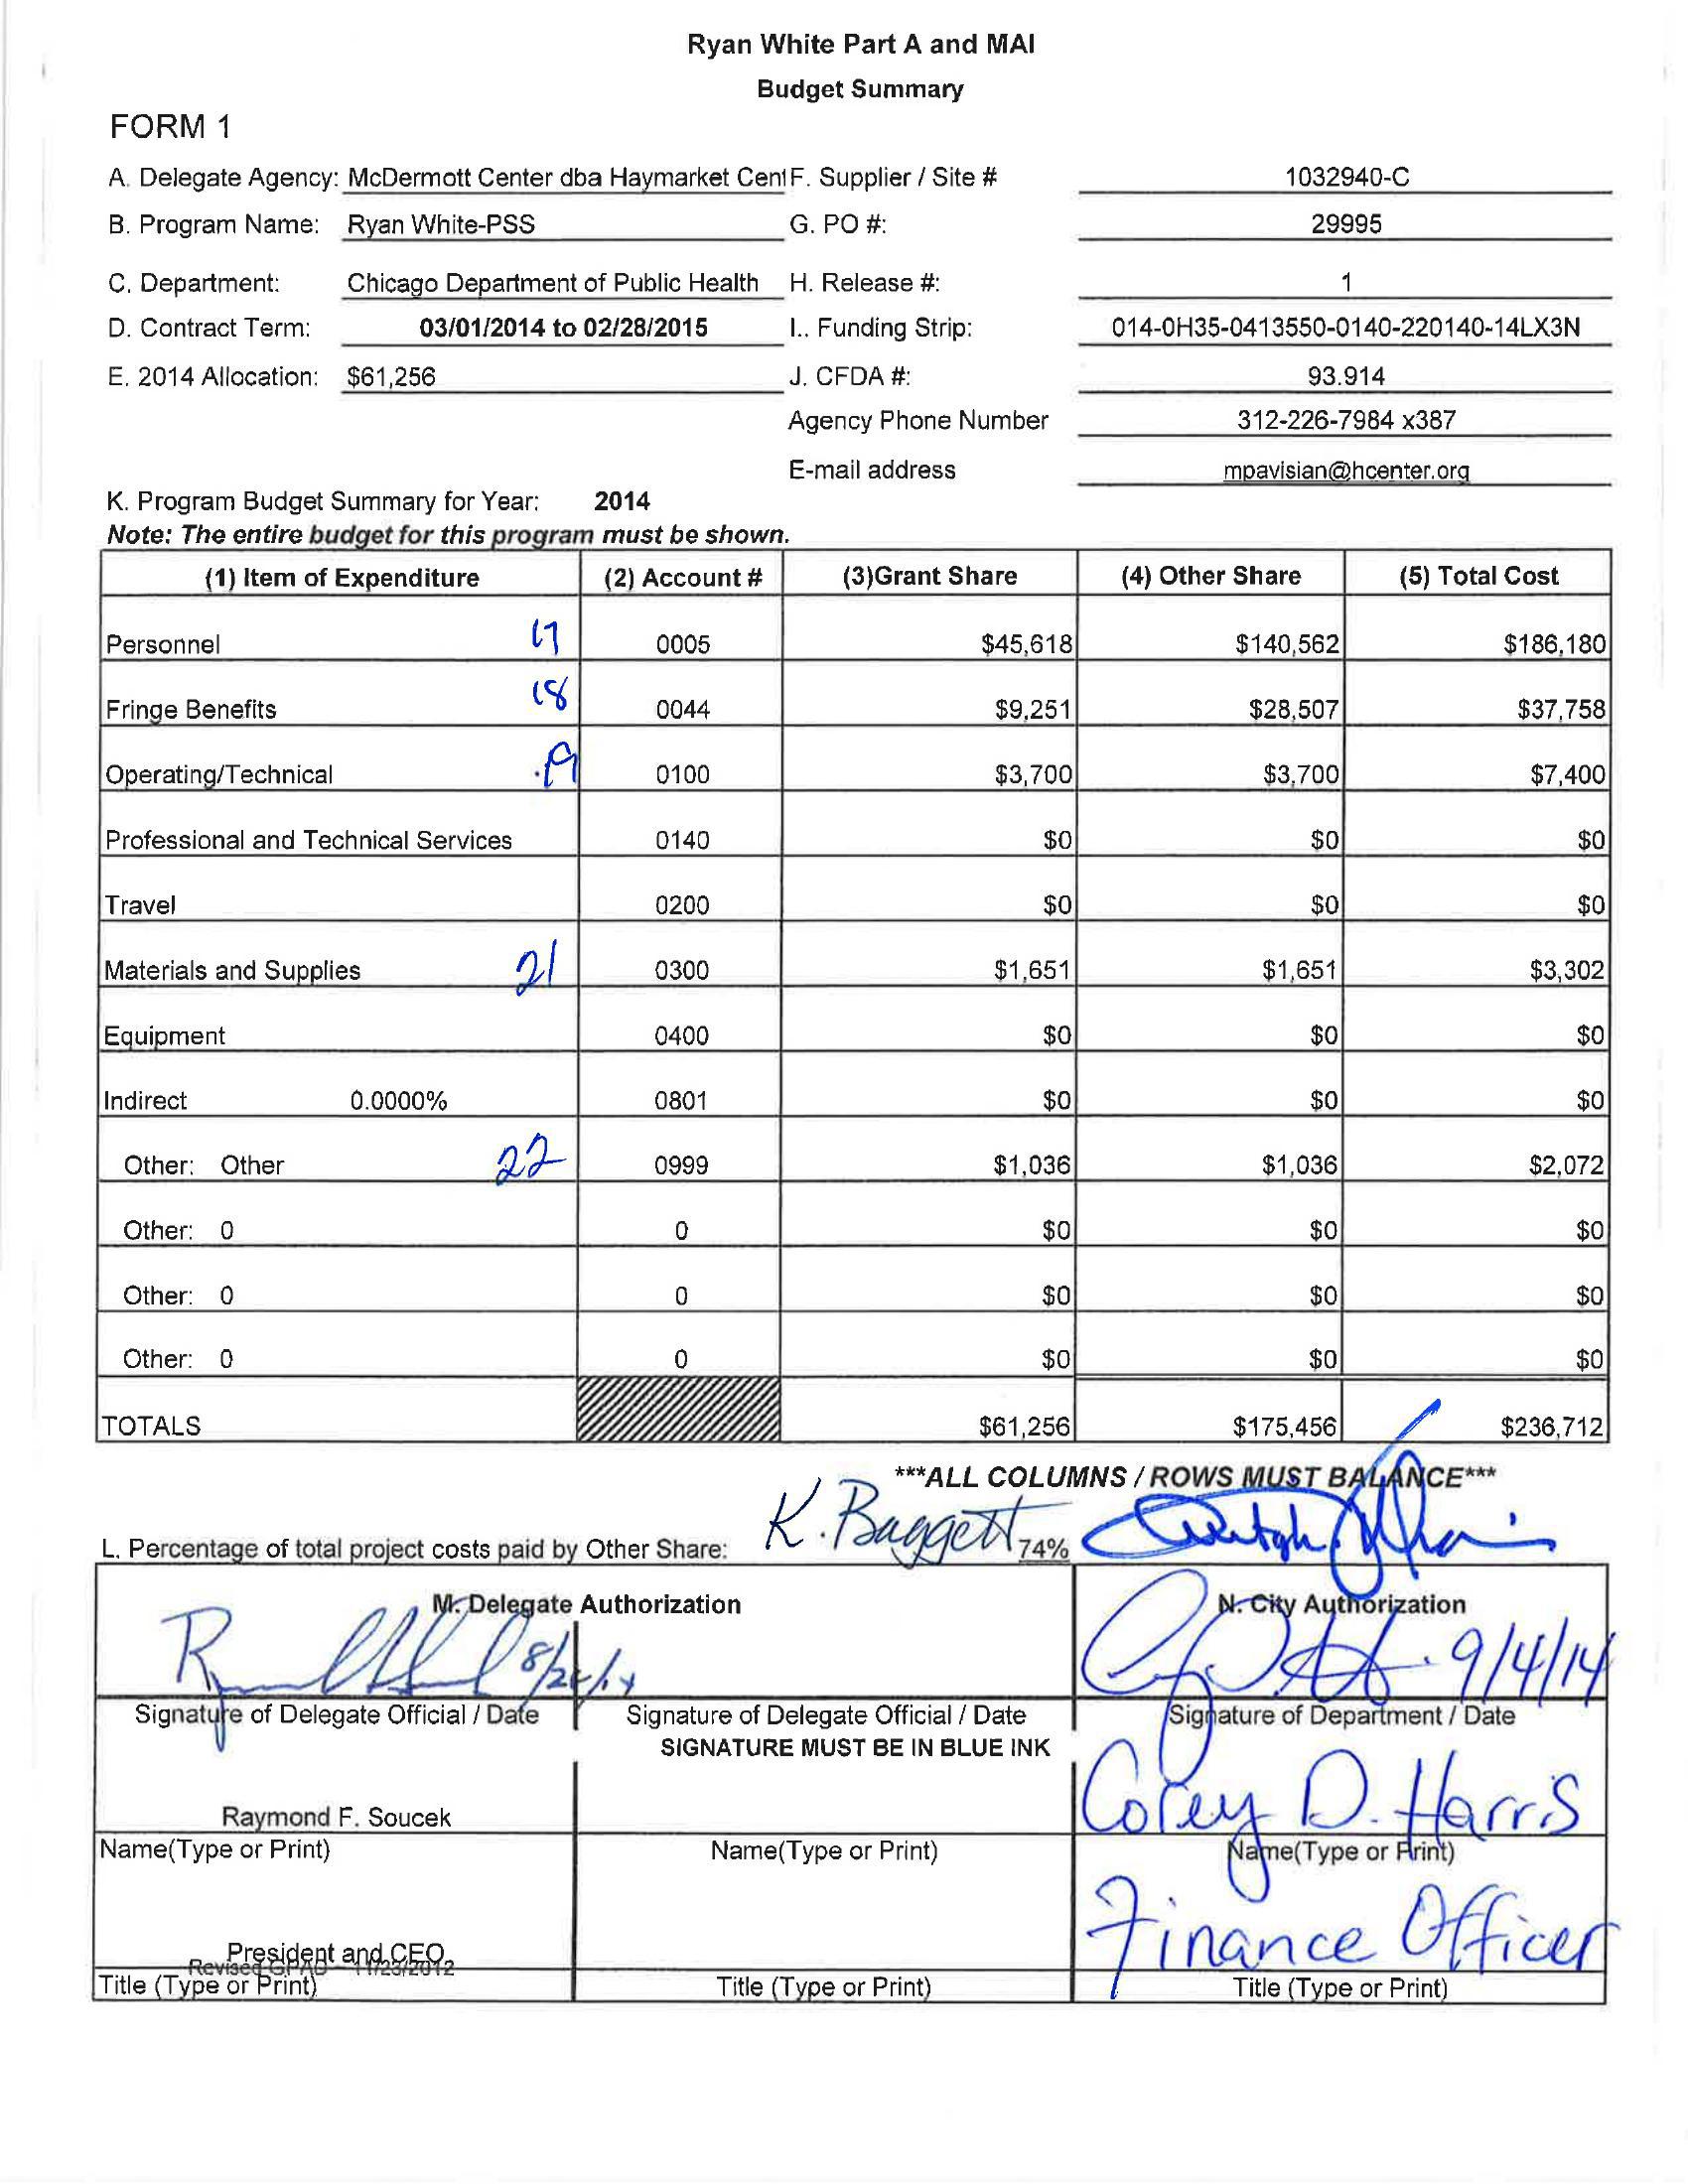 Ryan White Part A and MAI
Budget Summary
FORM 1
A. Delegate Agency: McDermott Center dba Haymarket Cent F. Supplier / Site # 1032940-C
B. Program Name: Ryan White-PSS G. PO #: 29995
C. Department: Chicago Department of Public Health H. Release #: 1
D. Contract Term: 03/01/2014 to 02/28/2015 I.. Funding Strip: 014-0H35-0413550-0140-220140-14LX3N
E. 2014 Allocation: $61,256 J. CFDA #: 93.914
Agency Phone Number 312-226-7984 x387
E-mail address mpavisian@hcenter.org
K. Program Budget Summary for Year: 2014
Note: The entire budget for this program must be shown.
(1) Item of Expenditure (2) Account # (3)Grant Share (4) Other Share (5) Total Cost
Personnel 17 0005 $45,618 $140,562 $186,180
Fringe Benefits 18 0044 $9,251 $28,507 $37,758
Operating/Technical 19 0100 $3,700 $3,700 $7,400
Professional and Technical Services 0140 $0 $0 $0
Travel 0200 $0 $0 $0
Materials and Supplies 21 0300 $1,651 $1,651 $3,302
Equipment 0400 $0 $0 $0
Indirect 0.0000% 0801 $0 $0 $0
Other: Other 22 0999 $1,036 $1,036 $2,072
Other: 0 0 $0 $0 $0
Other: 0 0 $0 $0 $0
Other: 0 0 $0 $0 $0
TOTALS $61,256 $175,456 $236,712
***ALL COLUMNS / ROWS MUST BALANCE***
L. Percentage of total project costs paid by Other Share: K. Baggett 74%
M. Delegate Authorization N. City Authorization
9/4/14
Signature of Delegate Official / Date Signature of Delegate Official / Date Signature of Department / Date
SIGNATURE MUST BE IN BLUE INK
Raymond F. Soucek Corey D. Harris
Name(Type or Print) Name(Type or Print) Name(Type or Print)
President and CEO Finance Officer
Revised GPAD 11/23/2012
Title (Type or Print) Title (Type or Print) Title (Type or Print)